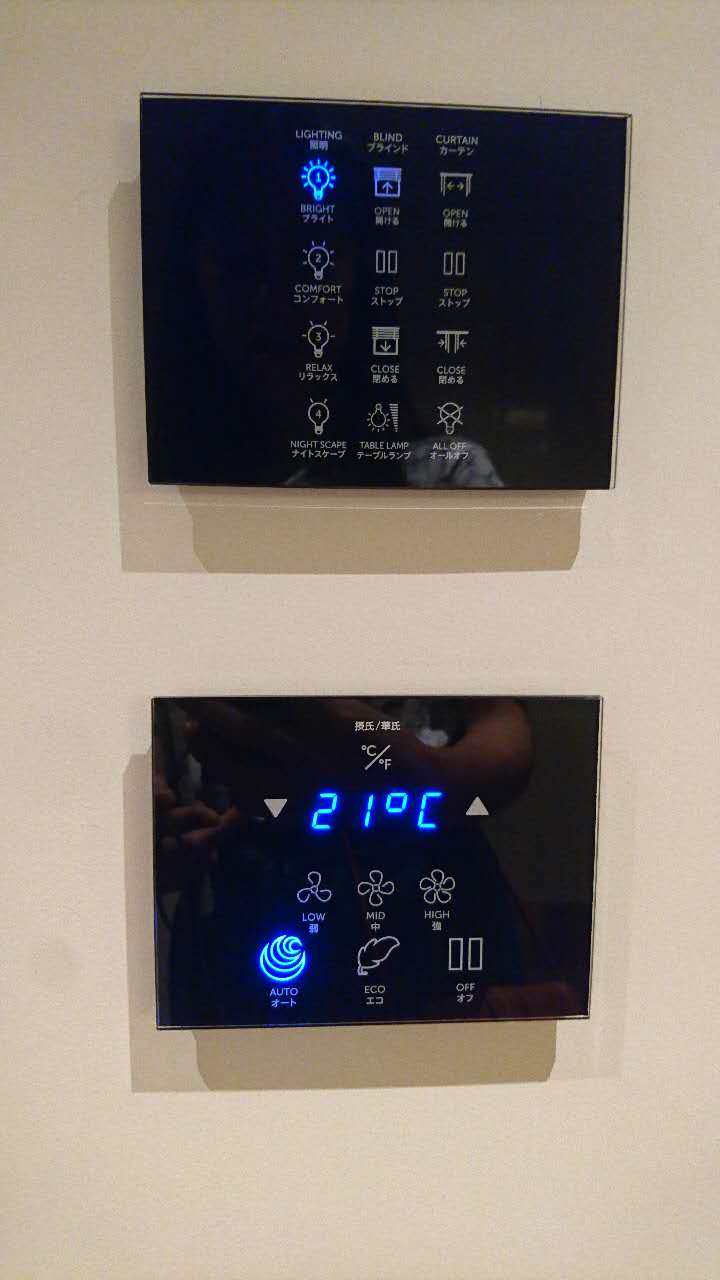 LIGHTING BLIND CURTAIN
照明 ブラインド カーテン
1
BRIGHT OPEN OPEN
ブライト 開ける 開ける
2
COMFORT STOP STOP
コンフォート ストップ ストップ
3
RELAX CLOSE CLOSE
リラックス 閉める 閉める
4
NIGHT SCAPE TABLE LAMP ALL OFF
ナイトスケープ テーブルランプ オールオフ
摂氏/華氏
°C/°F
21°C
LOW MID HIGH
弱 中 強
AUTO ECO OFF
オート エコ オフ